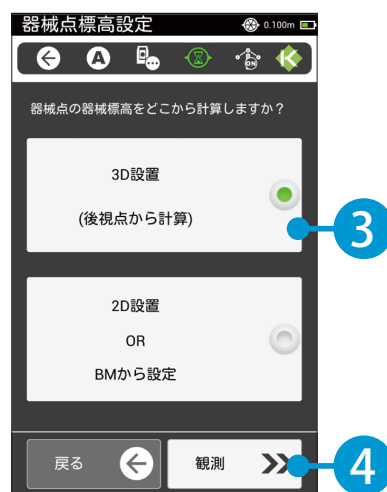 器械点標高設定
0.100m
A
ON
器械点の器械標高をどこから計算しますか？
3D設置
(後視点から計算)
3
2D設置
OR
BMから設定
戻る
観測
4